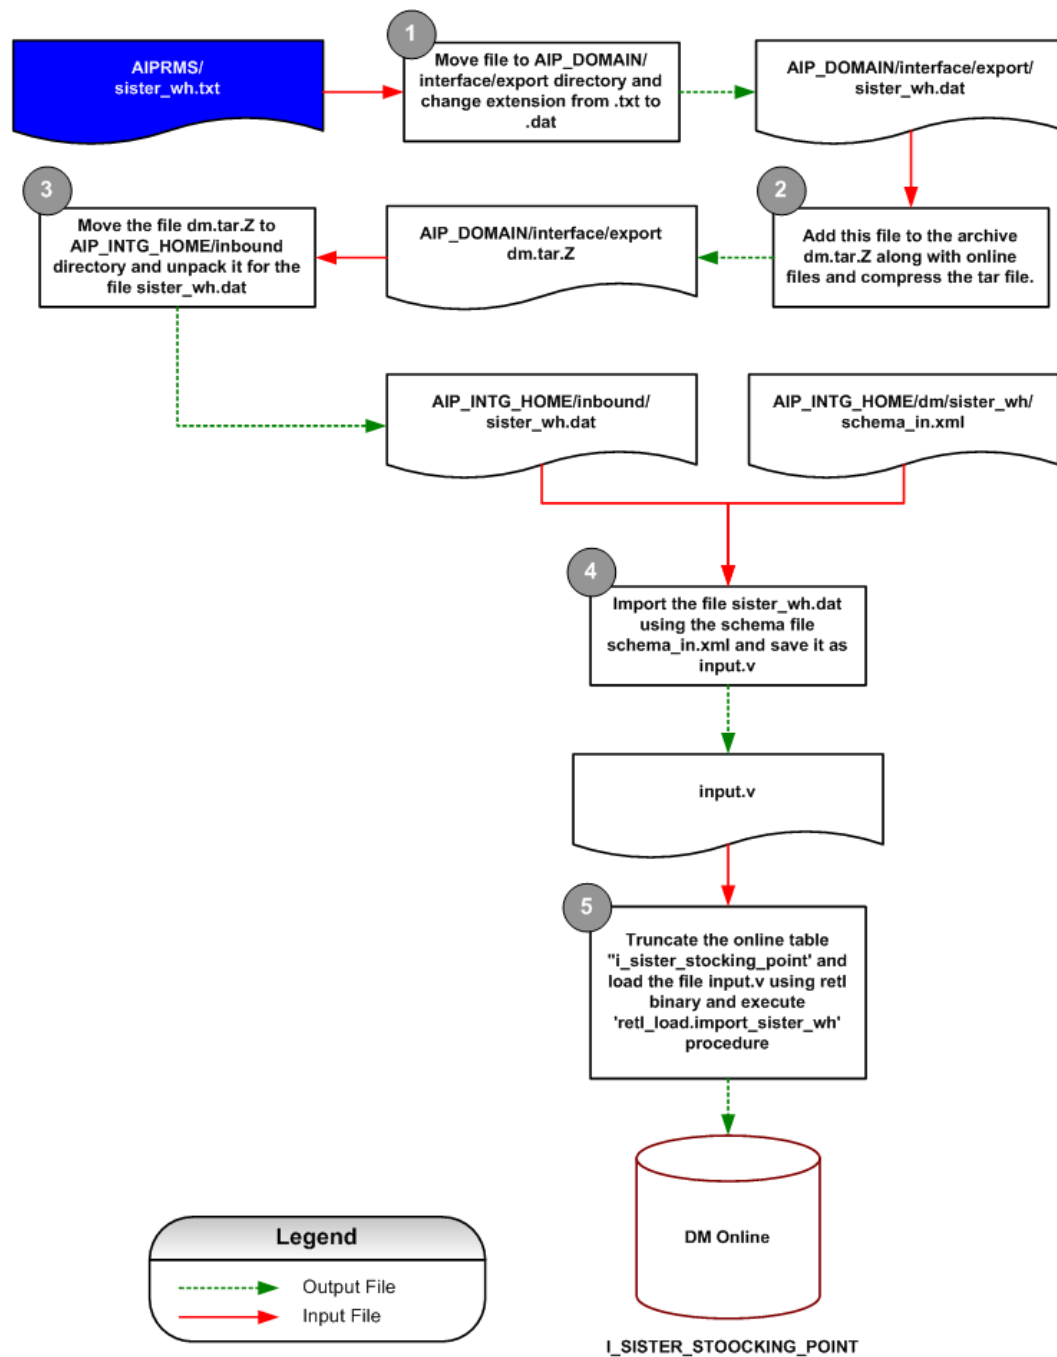 AIPRMS/
sister_wh.txt
1
Move file to AIP_DOMAIN/
interface/export directory and
change extension from .txt to
.dat
AIP_DOMAIN/interface/export/
sister_wh.dat
3
Move the file dm.tar.Z to
AIP_INTG_HOME/inbound
directory and unpack it for the
file sister_wh.dat
AIP_DOMAIN/interface/export
dm.tar.Z
2
Add this file to the archive
dm.tar.Z along with online
files and compress the tar file.
AIP_INTG_HOME/inbound/
sister_wh.dat
AIP_INTG_HOME/dm/sister_wh/
schema_in.xml
4
Import the file sister_wh.dat
using the schema file
schema_in.xml and save it as
input.v
input.v
5
Truncate the online table
"i_sister_stocking_point' and
load the file input.v using retl
binary and execute
'retl_load.import_sister_wh'
procedure
DM Online
I_SISTER_STOOCKING_POINT
Legend
Output File
Input File